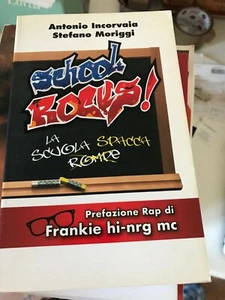 Antonio Incorvaia
Stefano Moriggi
School
ROCKS!
LA
SCUOLA SPACCA
ROMPE
Prefazione Rap di
Frankie hi-nrg mc